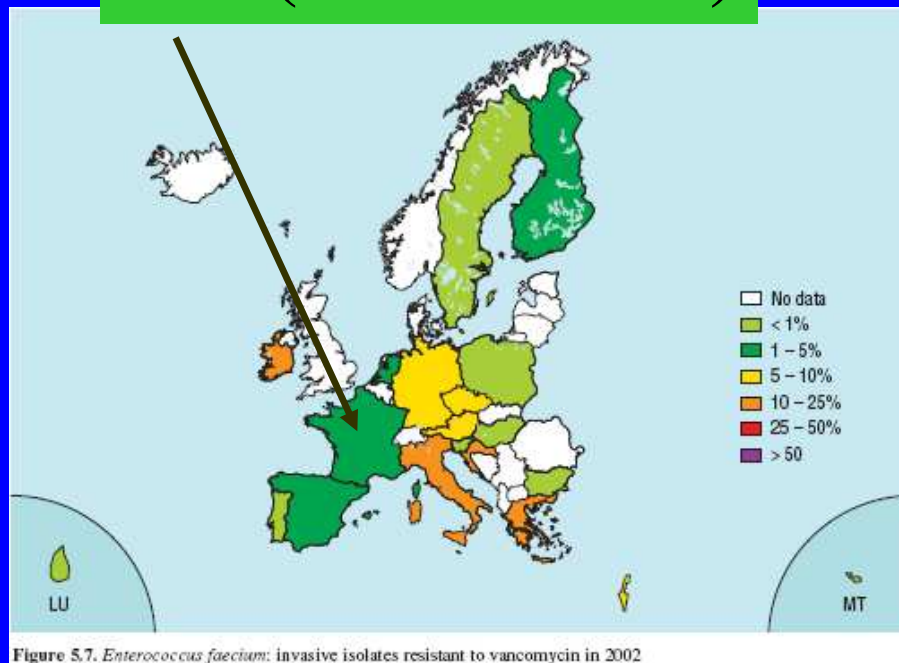 No data
< 1%
1 – 5%
5 – 10%
10 – 25%
25 – 50%
> 50
LU
MT
Figure 5.7. Enterococcus faecium: invasive isolates resistant to vancomycin in 2002